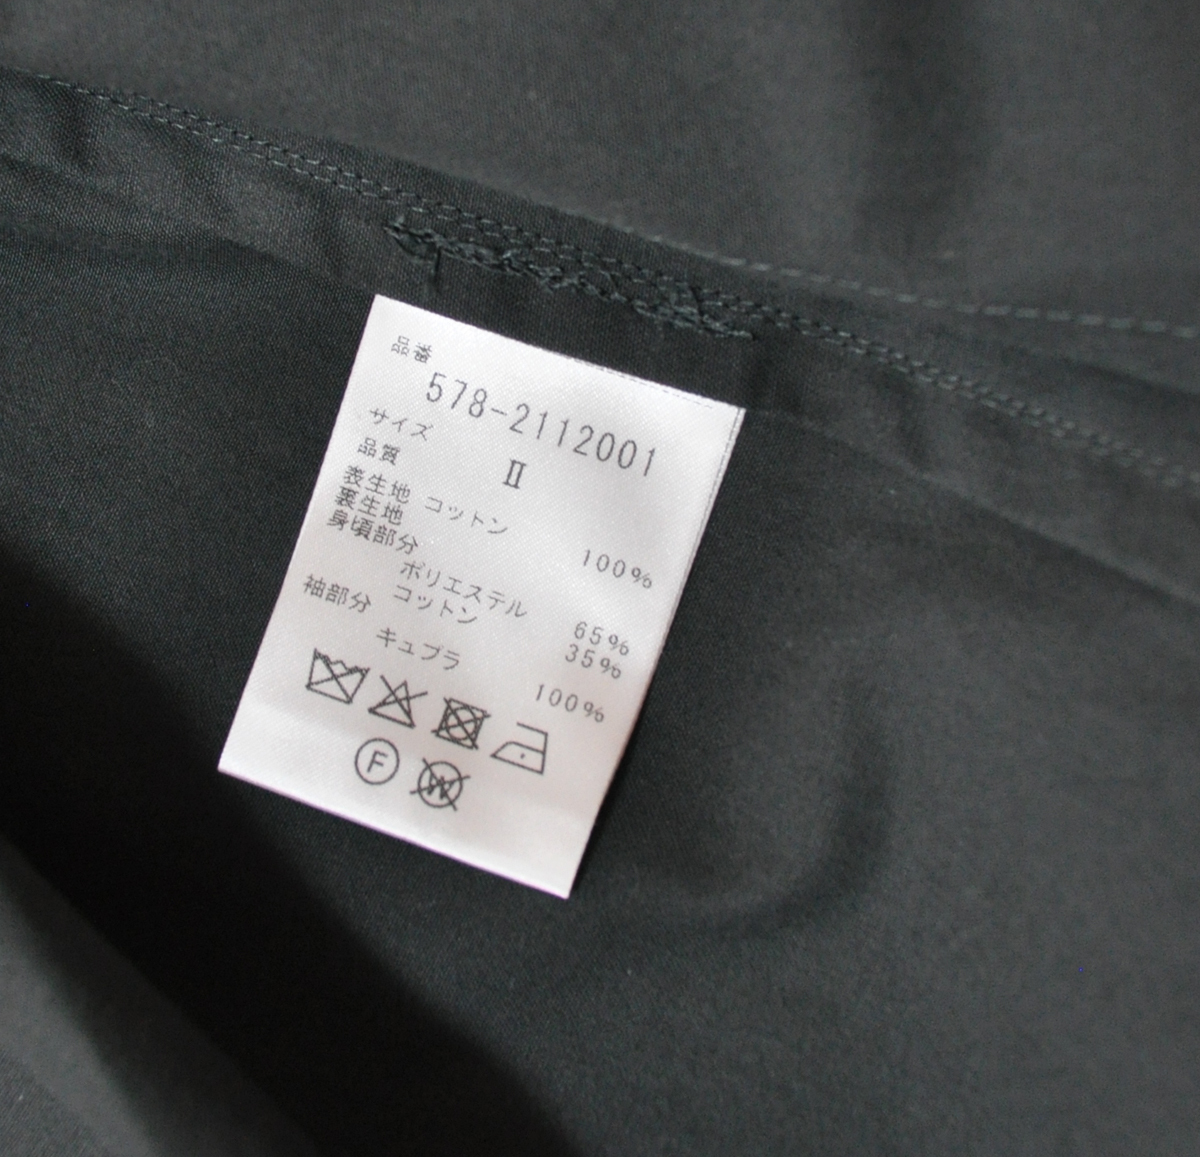 品番
578-2112001
サイズ
II
品質
表生地 コットン 100%
裏生地
身頃部分
ポリエステル 65%
コットン 35%
袖部分
キュプラ 100%
F
W